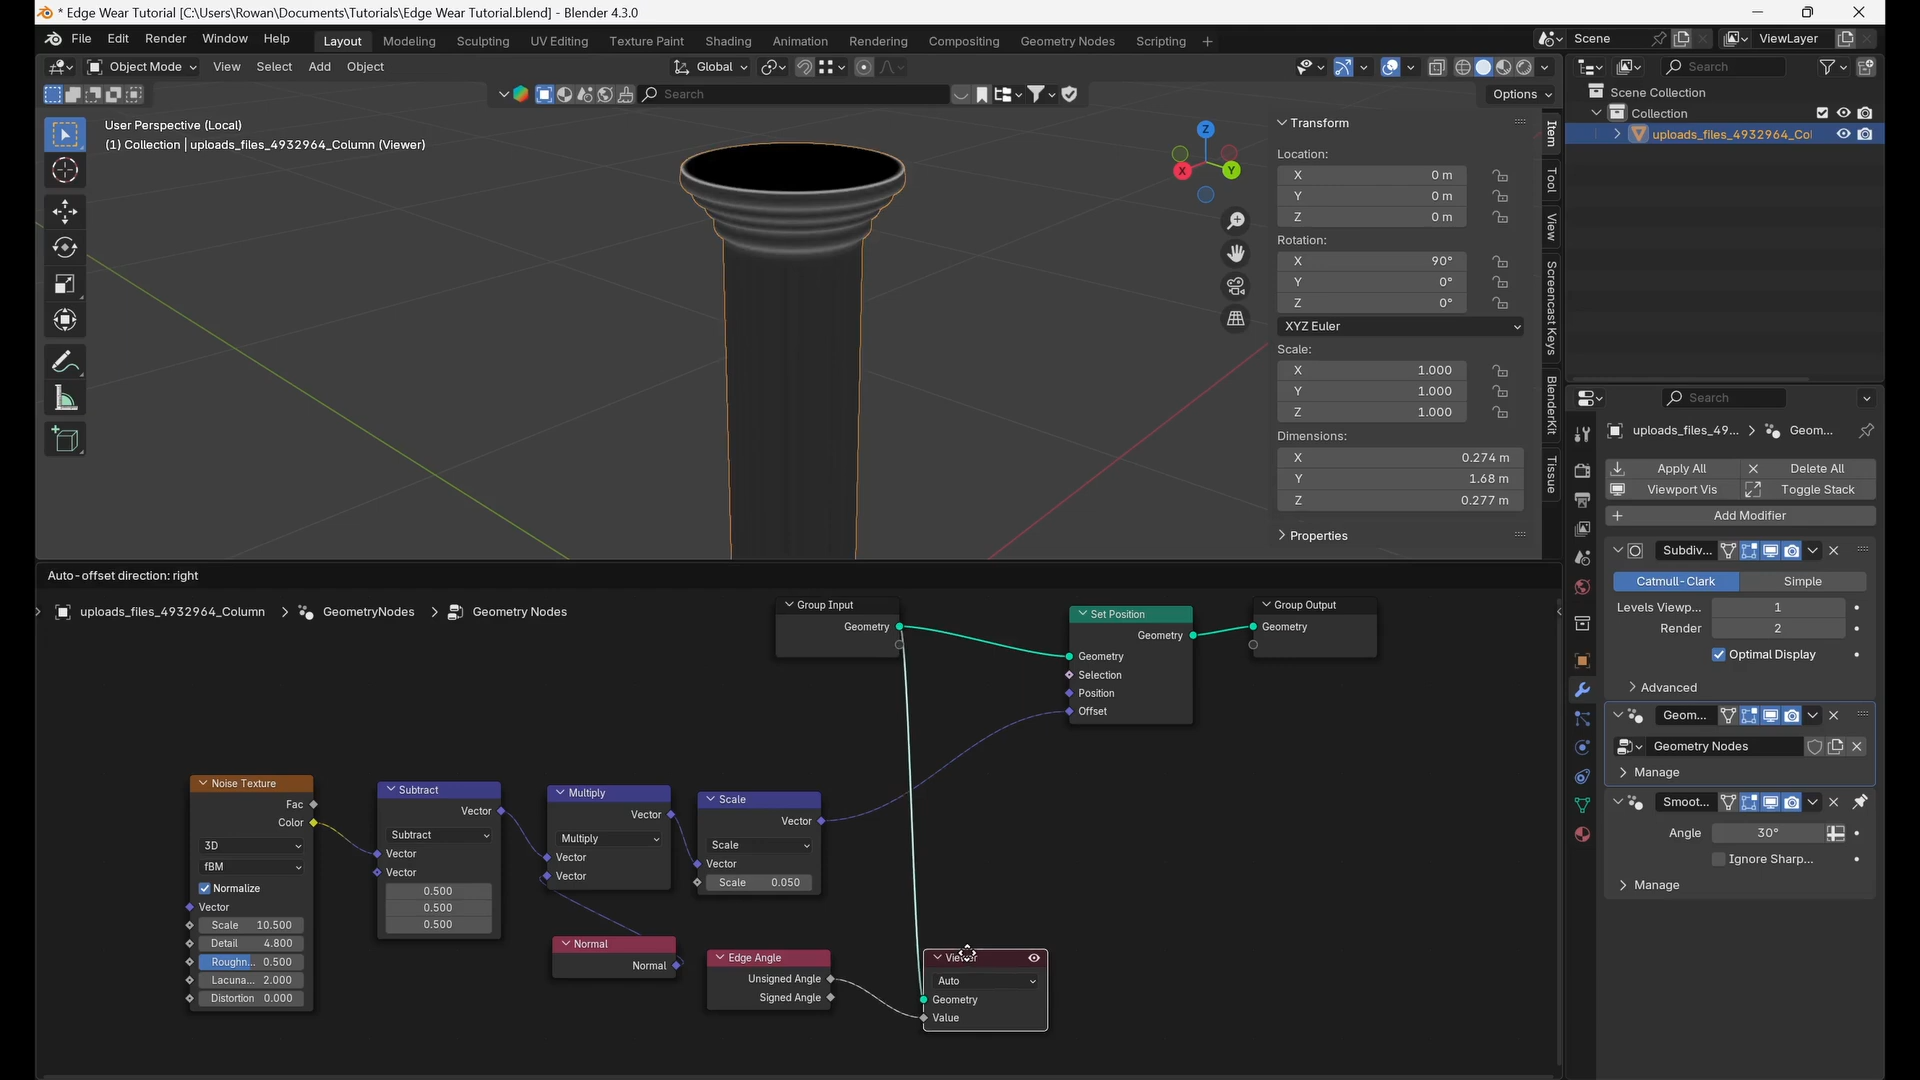 * Edge Wear Tutorial [C:\Users\Rowan\Documents\Tutorials\Edge Wear Tutorial.blend] - Blender 4.3.0
File Edit Render Window Help Layout Modeling Sculpting UV Editing Texture Paint Shading Animation Rendering Compositing Geometry Nodes Scripting + Scene ViewLayer
Object Mode View Select Add Object Global Search
Search Options
Scene Collection
Collection
uploads_files_4932964_Col
User Perspective (Local)
(1) Collection | uploads_files_4932964_Column (Viewer)
Z
Y
X
Transform
Location:
X 0 m
Y 0 m
Z 0 m
Rotation:
X 90°
Y 0°
Z 0°
XYZ Euler
Scale:
X 1.000
Y 1.000
Z 1.000
Dimensions:
X 0.274 m
Y 1.68 m
Z 0.277 m
Properties
Item
Tool
View
Screencast Keys
BlenderKit
Tissue
Search
uploads_files_49... Geom...
Apply All Delete All
Viewport Vis Toggle Stack
Add Modifier
Subdiv...
Catmull-Clark Simple
Levels Viewp... 1
Render 2
Optimal Display
Advanced
Geom...
Geometry Nodes
Manage
Smoot...
Angle 30°
Ignore Sharp...
Manage
Auto-offset direction: right
uploads_files_4932964_Column GeometryNodes Geometry Nodes
Group Input
Geometry
Set Position
Geometry
Geometry
Selection
Position
Offset
Group Output
Geometry
Noise Texture
Fac
Color
3D
fBM
Normalize
Vector
Scale 10.500
Detail 4.800
Roughn... 0.500
Lacuna... 2.000
Distortion 0.000
Subtract
Vector
Subtract
Vector
Vector
0.500
0.500
0.500
Multiply
Vector
Multiply
Vector
Vector
Scale
Vector
Scale
Vector
Scale 0.050
Normal
Normal
Edge Angle
Unsigned Angle
Signed Angle
Auto
Geometry
Value